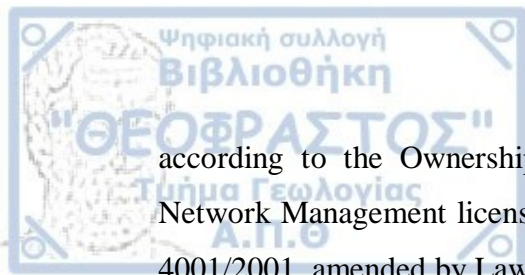 Ψηφιακή συλλογή
Βιβλιοθήκη
"ΘΕΟΦΡΑΣΤΟΣ"
according to the Ownership
Τμήμα Γεωλογίας
Network Management licens
Α.Π.Θ
4001/2001, amended by Law